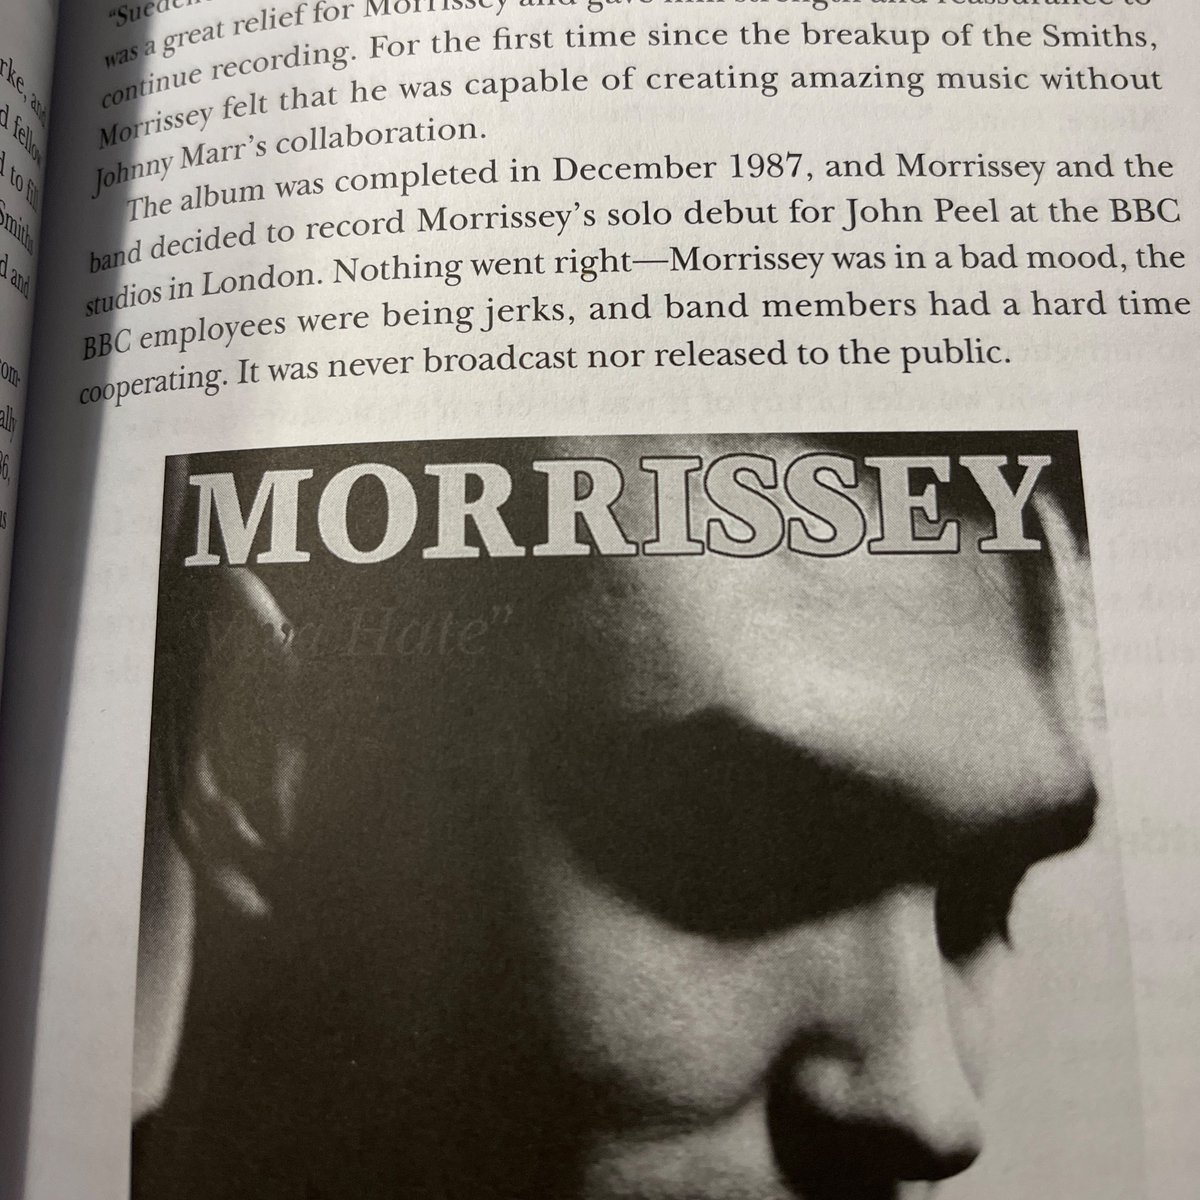 "Suede
was a great relief for Morrissey and gave him strength and reassurance to
continue recording. For the first time since the breakup of the Smiths,
Morrissey felt that he was capable of creating amazing music without
Johnny Marr's collaboration.
The album was completed in December 1987, and Morrissey and the
band decided to record Morrissey's solo debut for John Peel at the BBC
studios in London. Nothing went right—Morrissey was in a bad mood, the
BBC employees were being jerks, and band members had a hard time
cooperating. It was never broadcast nor released to the public.
MORRISSEY
"Viva Hate"